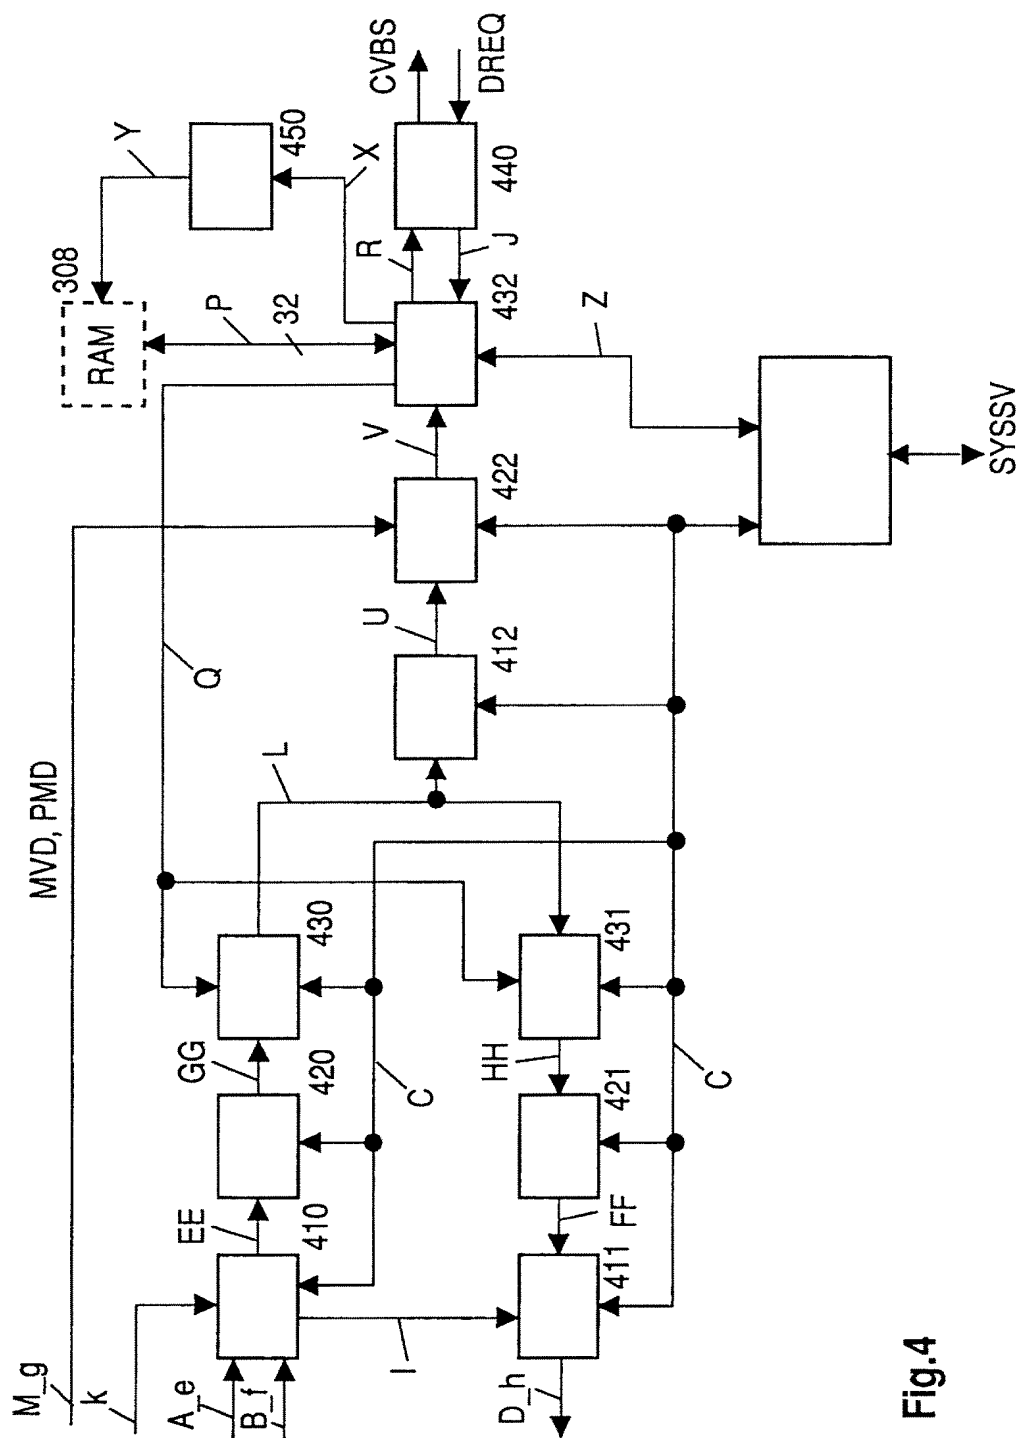 M_g
k
A_e
B_f
MVD, PMD
Q
L
EE
410
GG
420
430
C
I
D_h
411
FF
421
HH
431
C
412
U
422
V
432
RAM
308
P
32
Y
450
X
R
J
440
CVBS
DREQ
Z
SYSSV
Fig.4